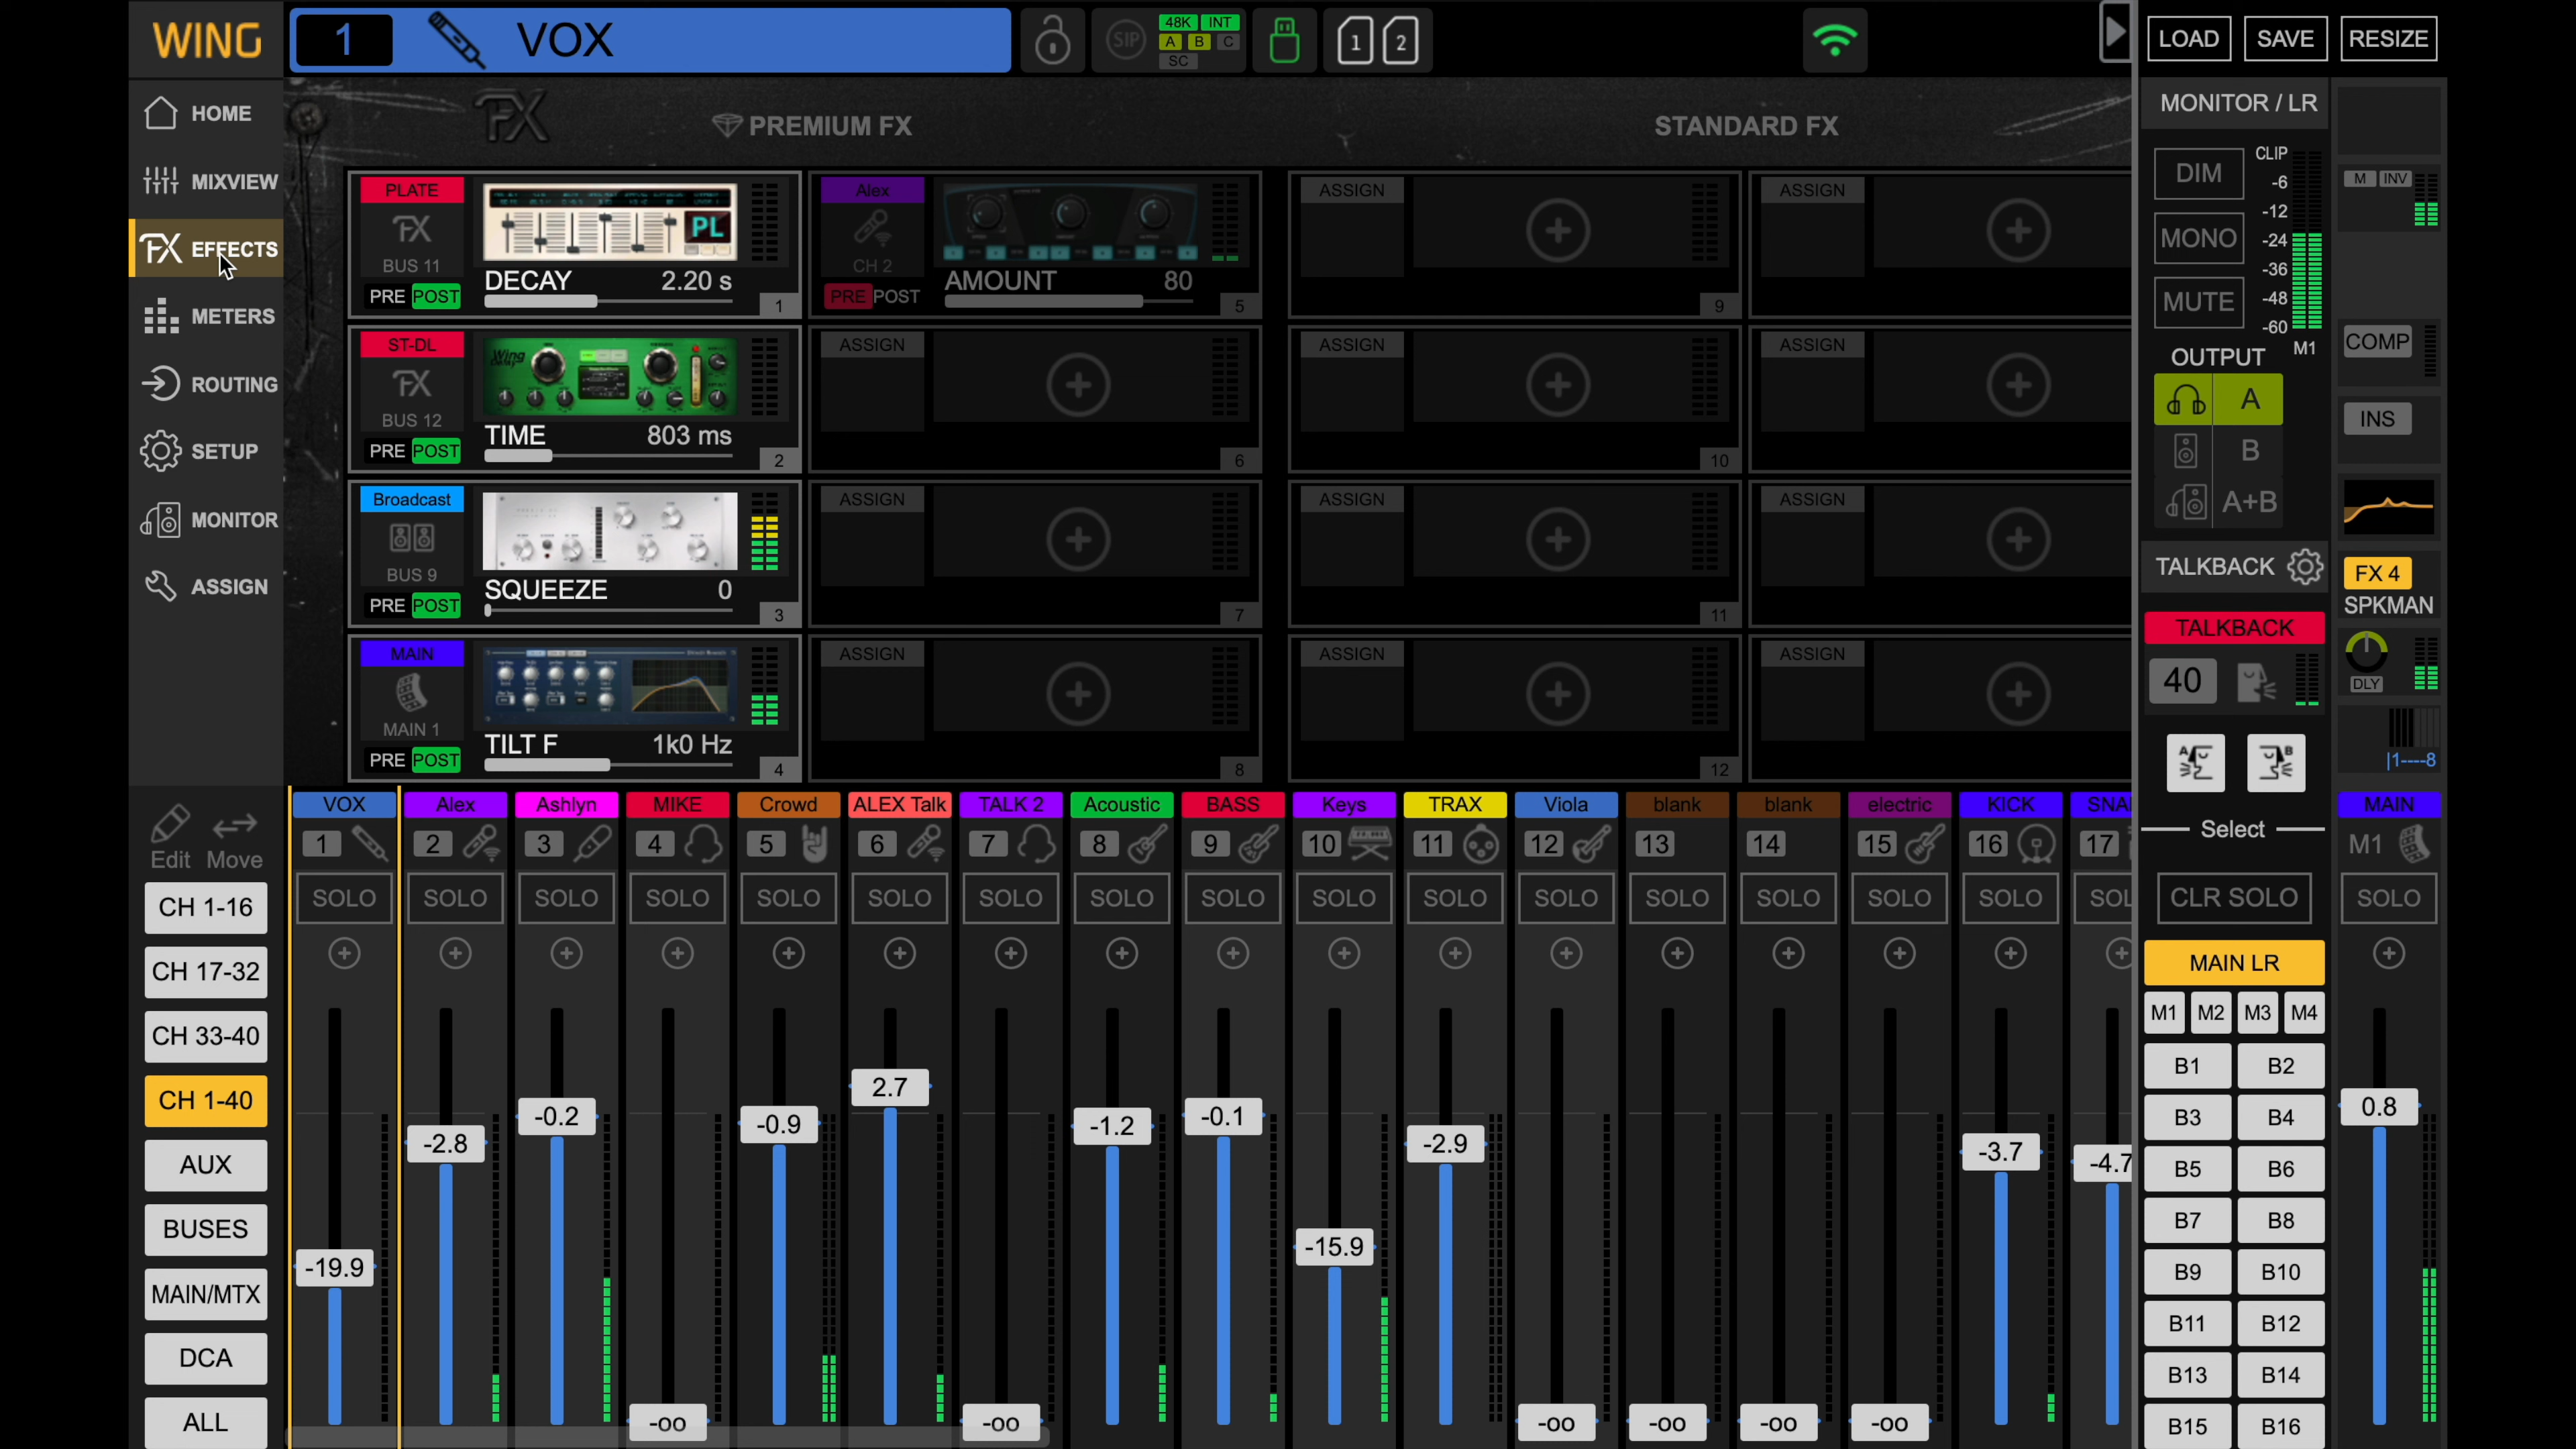 WING
1 VOX
SIP
48K INT
A B C
SC
1 2
LOAD SAVE RESIZE
HOME
MIXVIEW
FX EFFECTS
METERS
ROUTING
SETUP
MONITOR
ASSIGN
FX PREMIUM FX STANDARD FX
PLATE
FX
BUS 11
PRE POST
PL
DECAY 2.20 s
1
Alex
CH 2
PRE POST
AMOUNT 80
5
ASSIGN
9
ASSIGN
ST-DL
FX
BUS 12
PRE POST
TIME 803 ms
2
ASSIGN
6
ASSIGN
10
ASSIGN
Broadcast
BUS 9
PRE POST
SQUEEZE 0
3
ASSIGN
7
ASSIGN
11
ASSIGN
MAIN
MAIN 1
PRE POST
TILT F 1k0 Hz
4
ASSIGN
8
ASSIGN
12
ASSIGN
MONITOR / LR
DIM
MONO
MUTE
CLIP
-6
-12
-24
-36
-48
-60
M1
OUTPUT
A
B
A+B
TALKBACK
TALKBACK
40
A B
Select
CLR SOLO
MAIN LR
M1 M2 M3 M4
B1 B2
B3 B4
B5 B6
B7 B8
B9 B10
B11 B12
B13 B14
B15 B16
M INV
COMP
INS
FX 4
SPKMAN
DLY
|1----8
MAIN
M1
SOLO
0.8
Edit Move
CH 1-16
CH 17-32
CH 33-40
CH 1-40
AUX
BUSES
MAIN/MTX
DCA
ALL
VOX Alex Ashlyn MIKE Crowd ALEX Talk TALK 2 Acoustic BASS Keys TRAX Viola blank blank electric KICK SNA
1 2 3 4 5 6 7 8 9 10 11 12 13 14 15 16 17
SOLO SOLO SOLO SOLO SOLO SOLO SOLO SOLO SOLO SOLO SOLO SOLO SOLO SOLO SOLO SOLO SOL
-19.9 -2.8 -0.2 -oo -0.9 2.7 -oo -1.2 -0.1 -15.9 -2.9 -oo -oo -oo -oo -3.7 -4.7